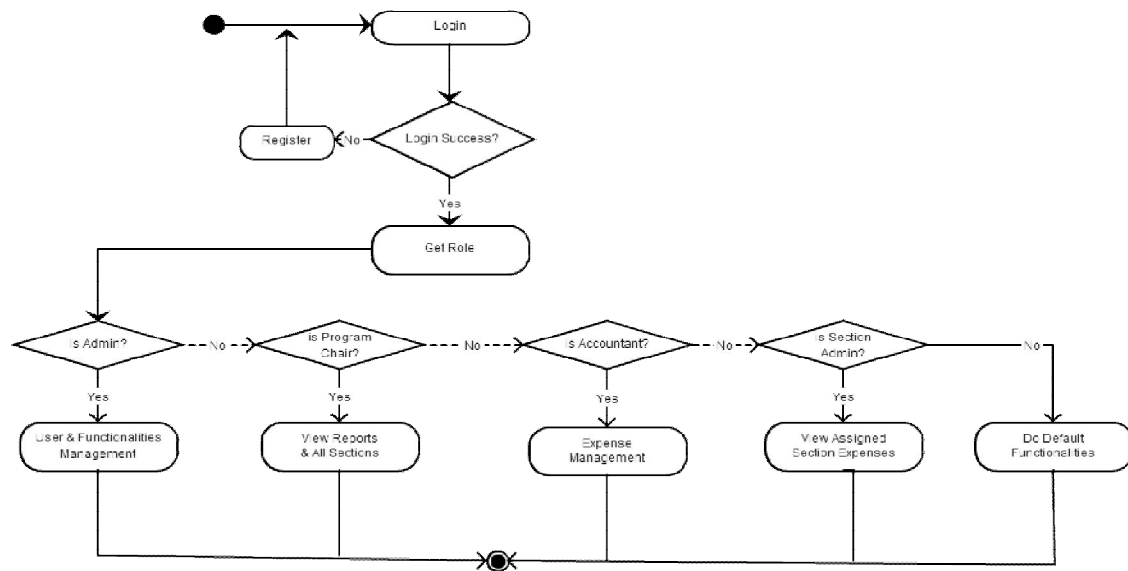 Login
Register
No
Login Success?
Yes
Get Role
Is Admin?
No
is Program
Chair?
No
Is Accountant?
No
Is Section
Admin?
No
Yes
Yes
Yes
Yes
User & Functionalities
Management
View Reports
& All Sections
Expense
Management
View Assigned
Section Expenses
Do Default
Functionalities